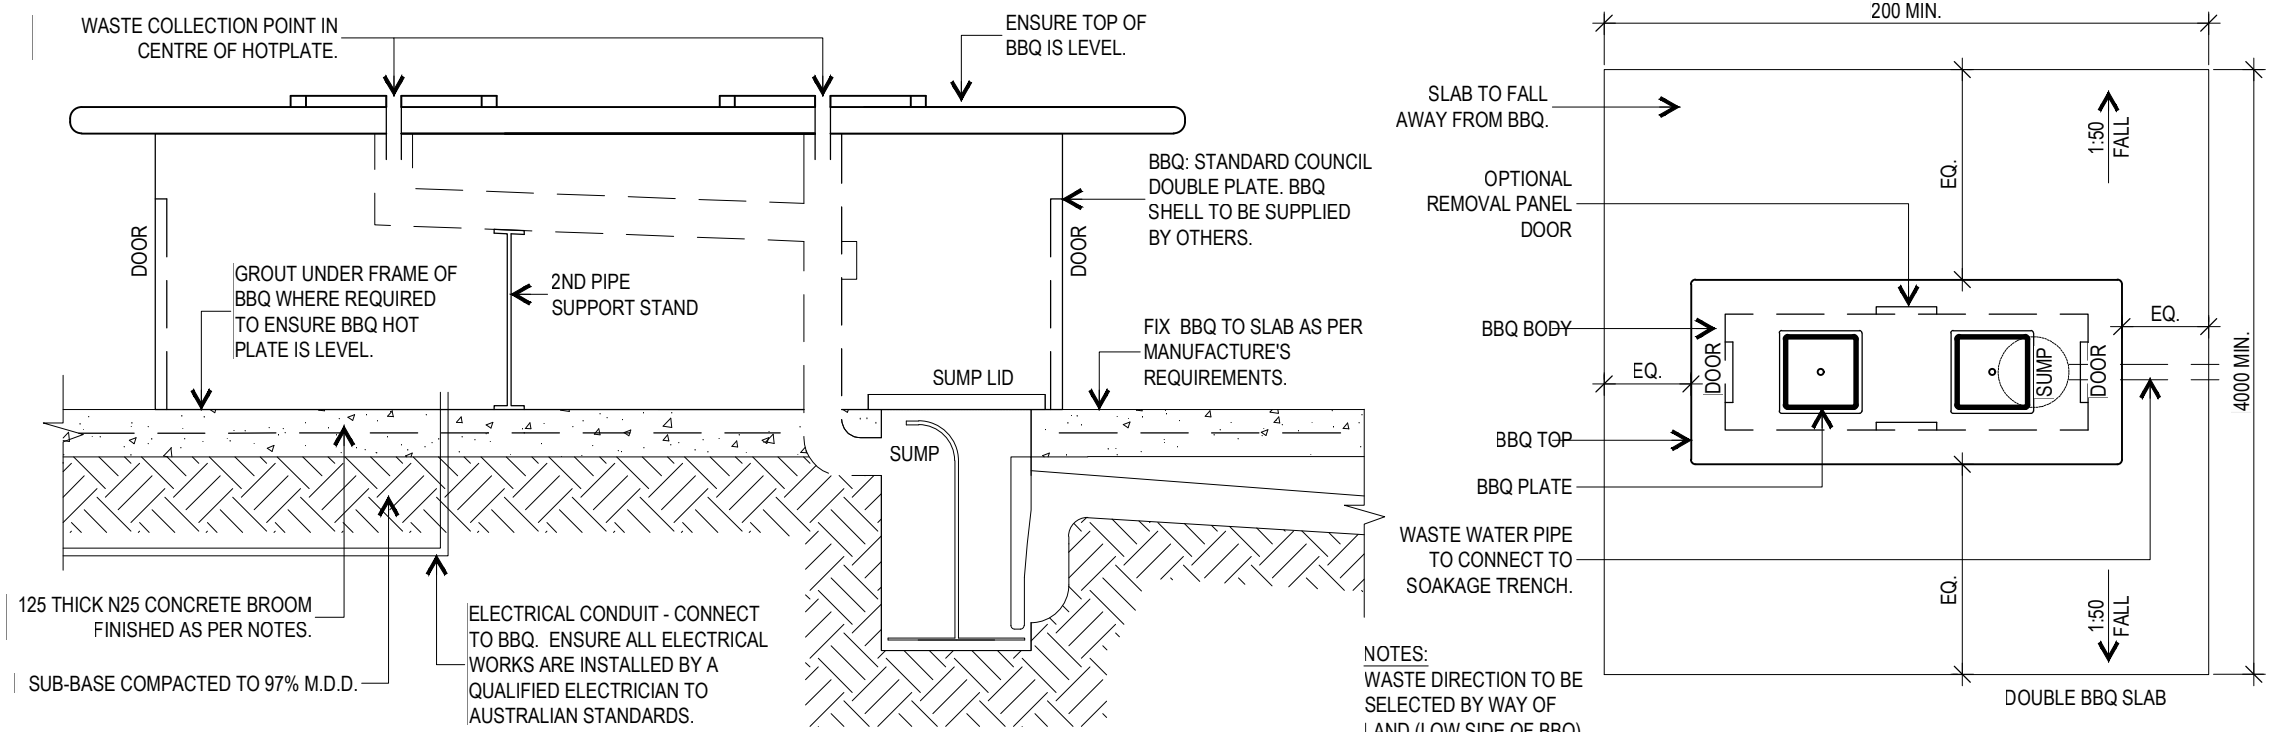 WASTE COLLECTION POINT IN
CENTRE OF HOTPLATE.
ENSURE TOP OF
BBQ IS LEVEL.
DOOR
GROUT UNDER FRAME OF
BBQ WHERE REQUIRED
TO ENSURE BBQ HOT
PLATE IS LEVEL.
2ND PIPE
SUPPORT STAND
BBQ: STANDARD COUNCIL
DOUBLE PLATE. BBQ
SHELL TO BE SUPPLIED
BY OTHERS.
DOOR
FIX BBQ TO SLAB AS PER
MANUFACTURE'S
REQUIREMENTS.
SUMP LID
SUMP
125 THICK N25 CONCRETE BROOM
FINISHED AS PER NOTES.
SUB-BASE COMPACTED TO 97% M.D.D.
ELECTRICAL CONDUIT - CONNECT
TO BBQ. ENSURE ALL ELECTRICAL
WORKS ARE INSTALLED BY A
QUALIFIED ELECTRICIAN TO
AUSTRALIAN STANDARDS.
200 MIN.
SLAB TO FALL
AWAY FROM BBQ.
1:50
FALL
EQ.
OPTIONAL
REMOVAL PANEL
DOOR
BBQ BODY
EQ.
EQ.
DOOR
SUMP
DOOR
4000 MIN.
BBQ TOP
BBQ PLATE
WASTE WATER PIPE
TO CONNECT TO
SOAKAGE TRENCH.
EQ.
1:50
FALL
DOUBLE BBQ SLAB
NOTES:
WASTE DIRECTION TO BE
SELECTED BY WAY OF
LAND (LOW SIDE OF BBQ)